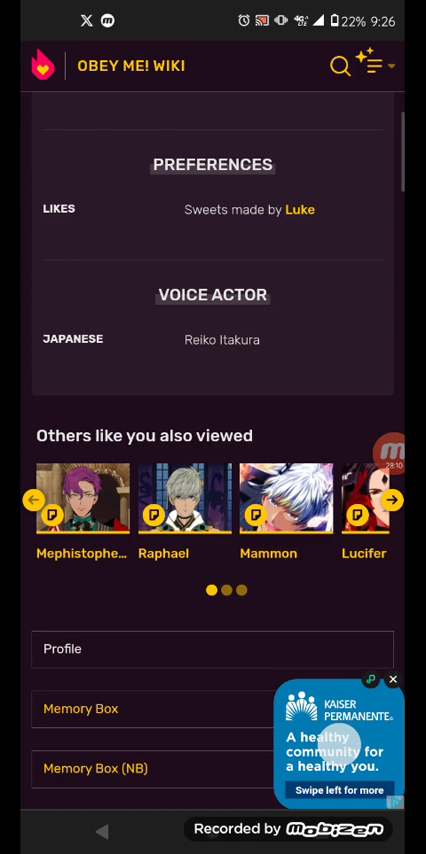 22% 9:26
OBEY ME! WIKI
PREFERENCES
LIKES Sweets made by Luke
VOICE ACTOR
JAPANESE Reiko Itakura
Others like you also viewed
28:10
Mephistophe... Raphael Mammon Lucifer
Profile
Memory Box
Memory Box (NB)
KAISER
PERMANENTE®
A healthy
community for
a healthy you.
Swipe left for more
Recorded by mobizen